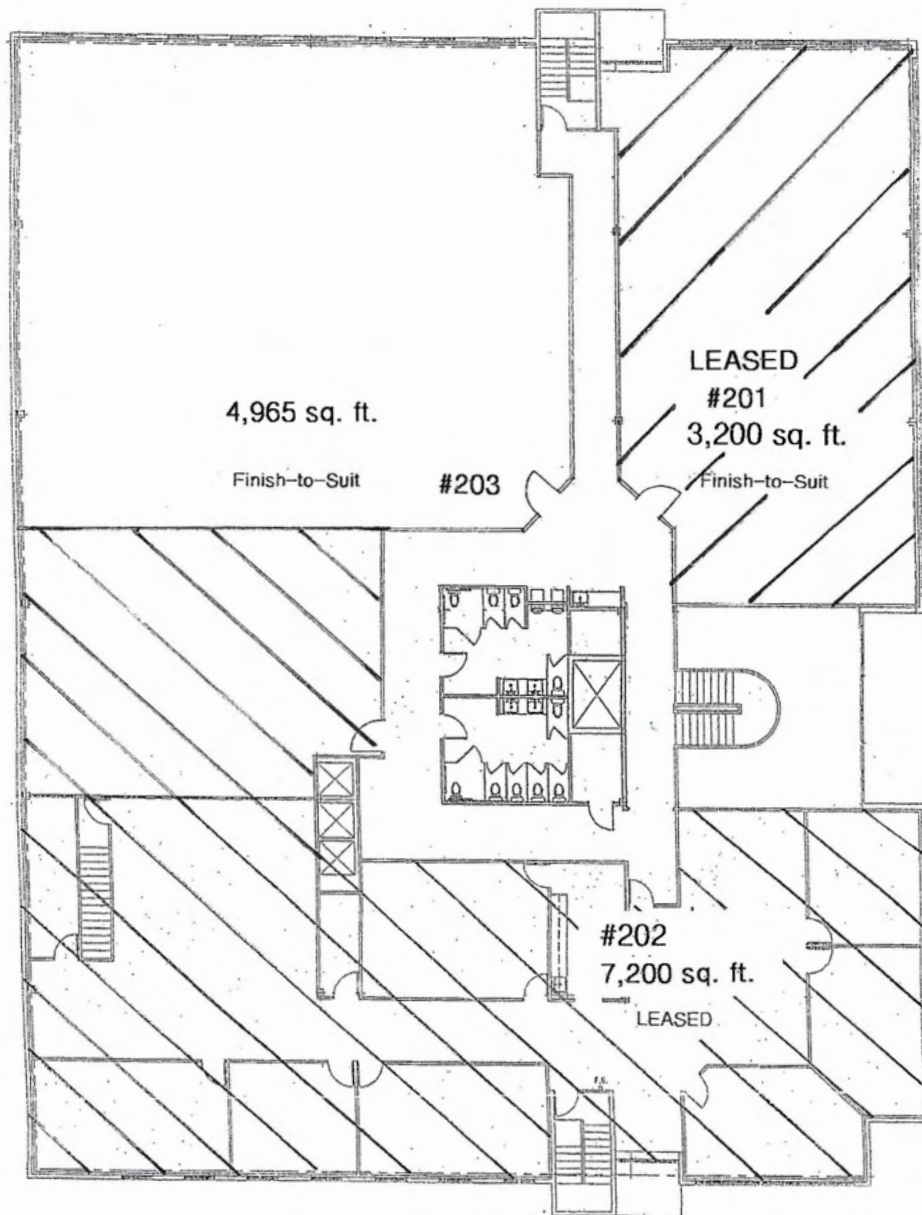 LEASED
#201
3,200 sq. ft.
Finish-to-Suit
4,965 sq. ft.
Finish-to-Suit
#203
#202
7,200 sq. ft.
LEASED